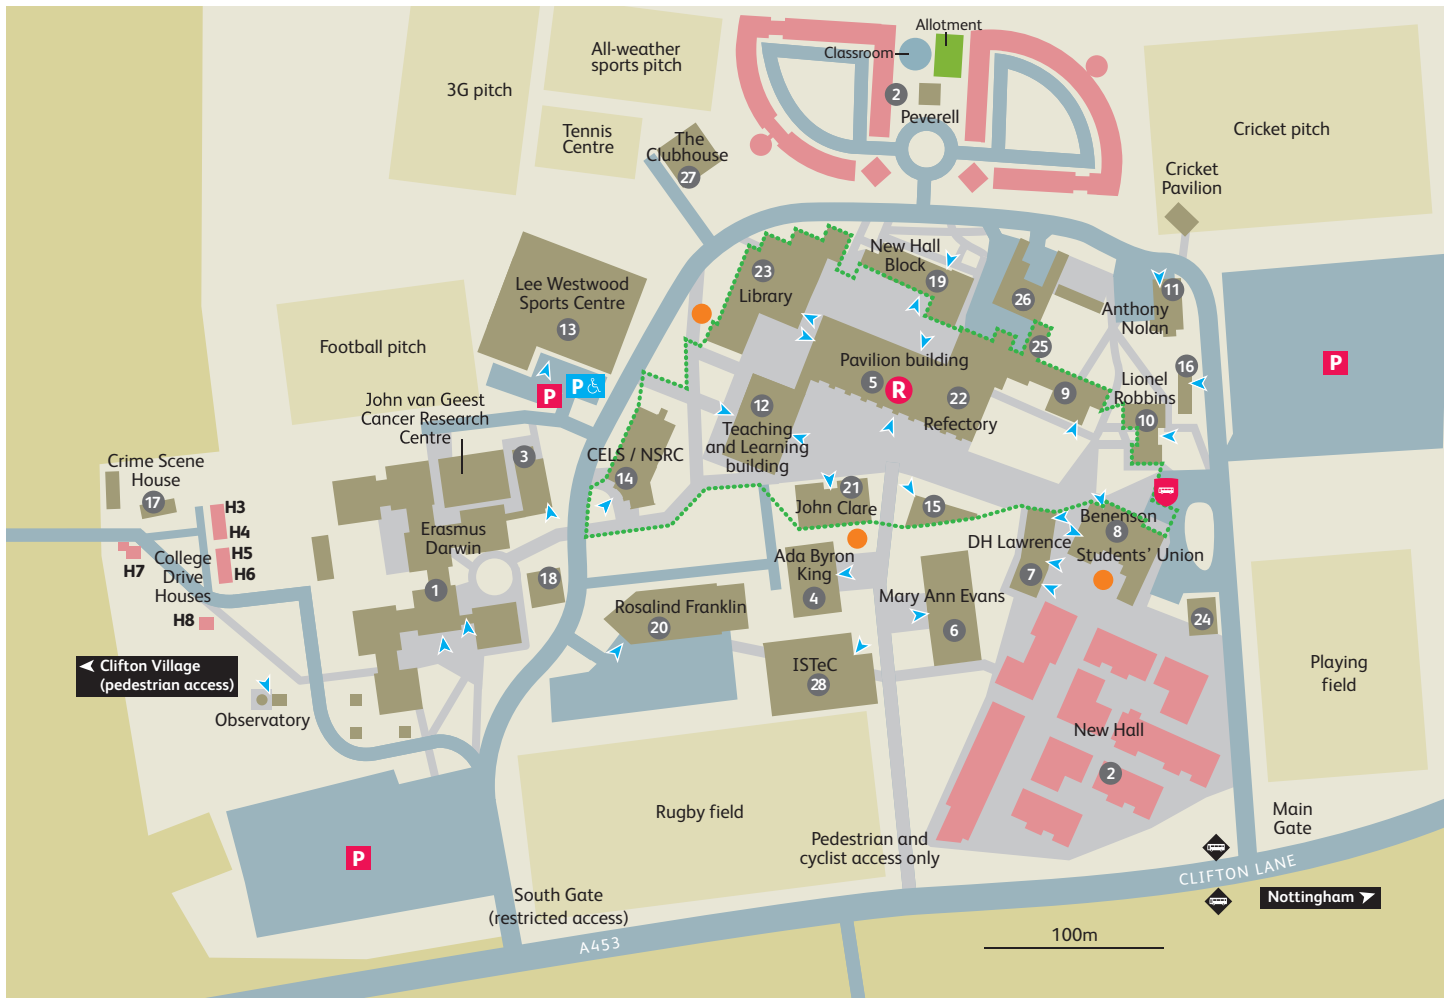 Allotment
Classroom
All-weather
sports pitch
3G pitch
2
Peverell
Cricket pitch
Tennis
Centre
The
Clubhouse
27
Cricket
Pavilion
New Hall
Block
19
23
Library
Lee Westwood
Sports Centre
13
11
Anthony
Nolan
26
25
Football pitch
Pavilion building
5
R
22
Refectory
9
16
Lionel
Robbins
10
P
P
P
John van Geest
Cancer Research
Centre
12
Teaching
and Learning
building
CELS / NSRC
14
3
Crime Scene
House
17
H3
H4
H5
H6
H7
H8
College
Drive
Houses
Erasmus
Darwin
1
18
21
John Clare
15
Benenson
8
Students' Union
DH Lawrence
7
Ada Byron
King
4
Mary Ann Evans
6
Rosalind Franklin
20
24
ISTeC
28
Clifton Village
(pedestrian access)
Observatory
Playing
field
New Hall
2
Rugby field
Pedestrian and
cyclist access only
Main
Gate
P
South Gate
(restricted access)
CLIFTON LANE
Nottingham
A453
100m